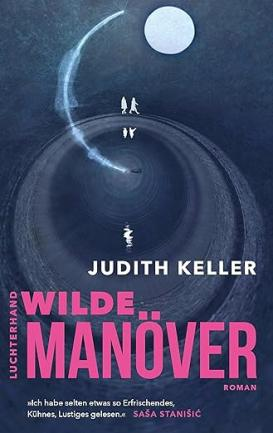 JUDITH KELLER
LUCHTERHAND
WILDE
MANÖVER
ROMAN
»Ich habe selten etwas so Erfrischendes,
Kühnes, Lustiges gelesen.« SAŠA STANIŠIĆ